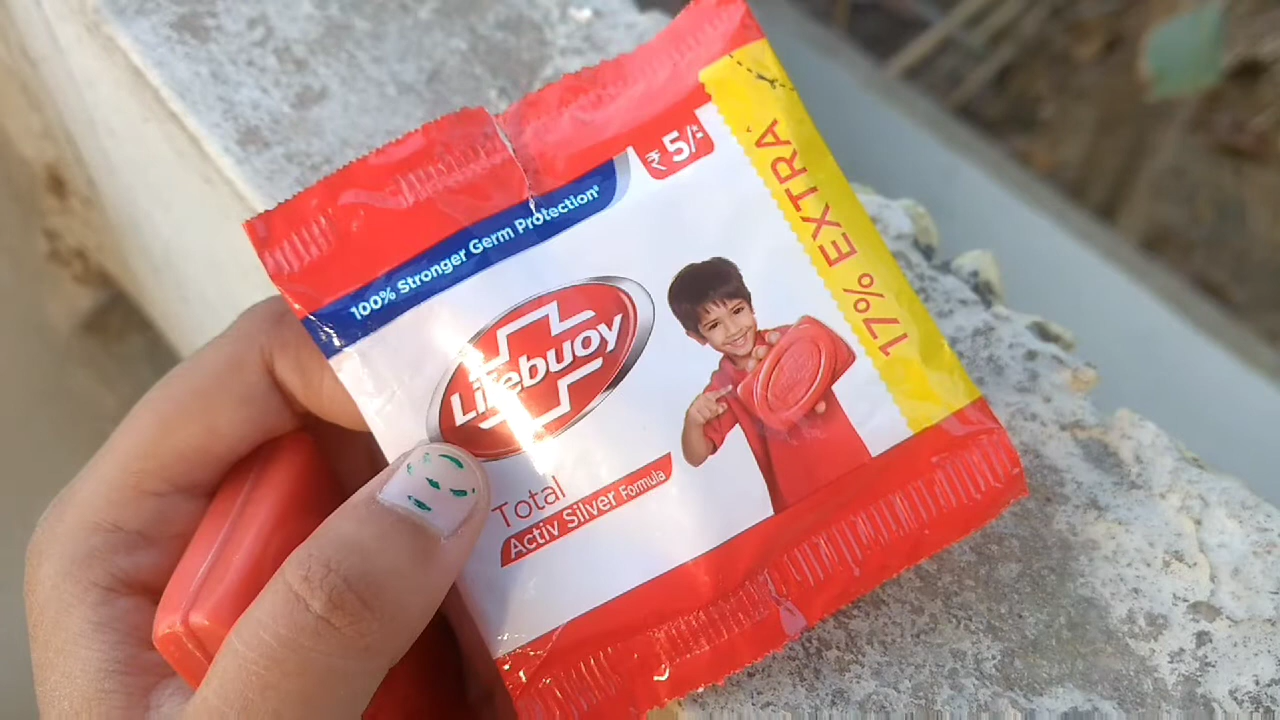 ₹ 5/-
100% Stronger Germ Protection
17% EXTRA
Lifebuoy
Total
Activ Silver Formula